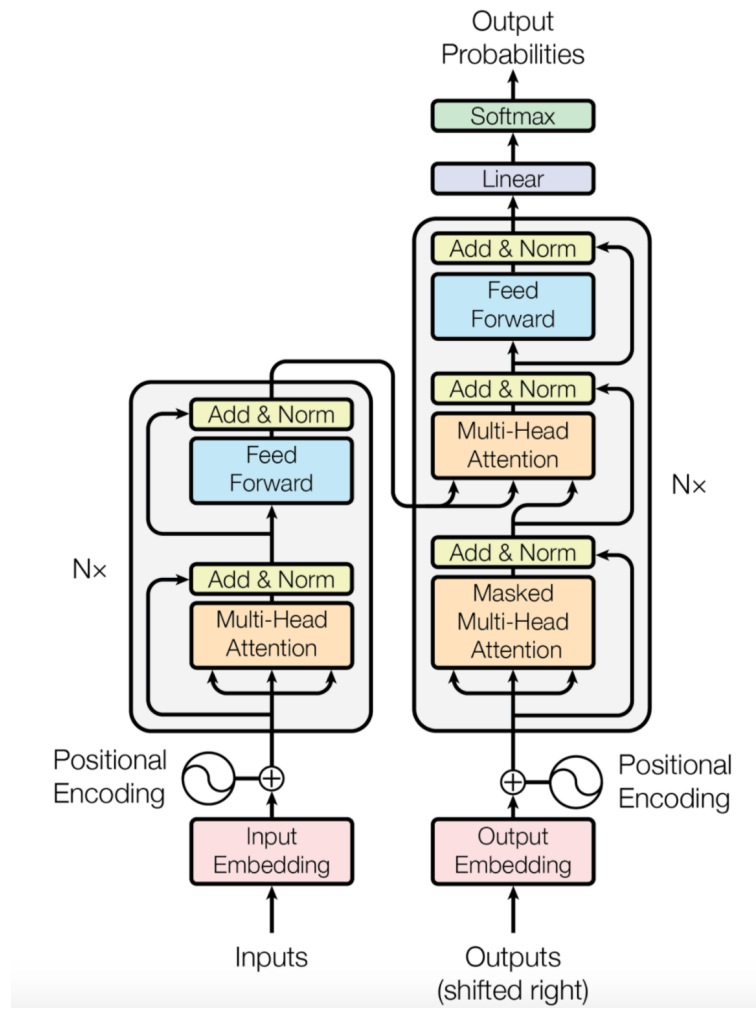 Output
Probabilities
Softmax
Linear
Add & Norm
Feed
Forward
Add & Norm
Multi-Head
Attention
Add & Norm
Masked
Multi-Head
Attention
N×
Add & Norm
Feed
Forward
Add & Norm
Multi-Head
Attention
N×
Positional
Encoding
Positional
Encoding
Input
Embedding
Output
Embedding
Inputs
Outputs
(shifted right)